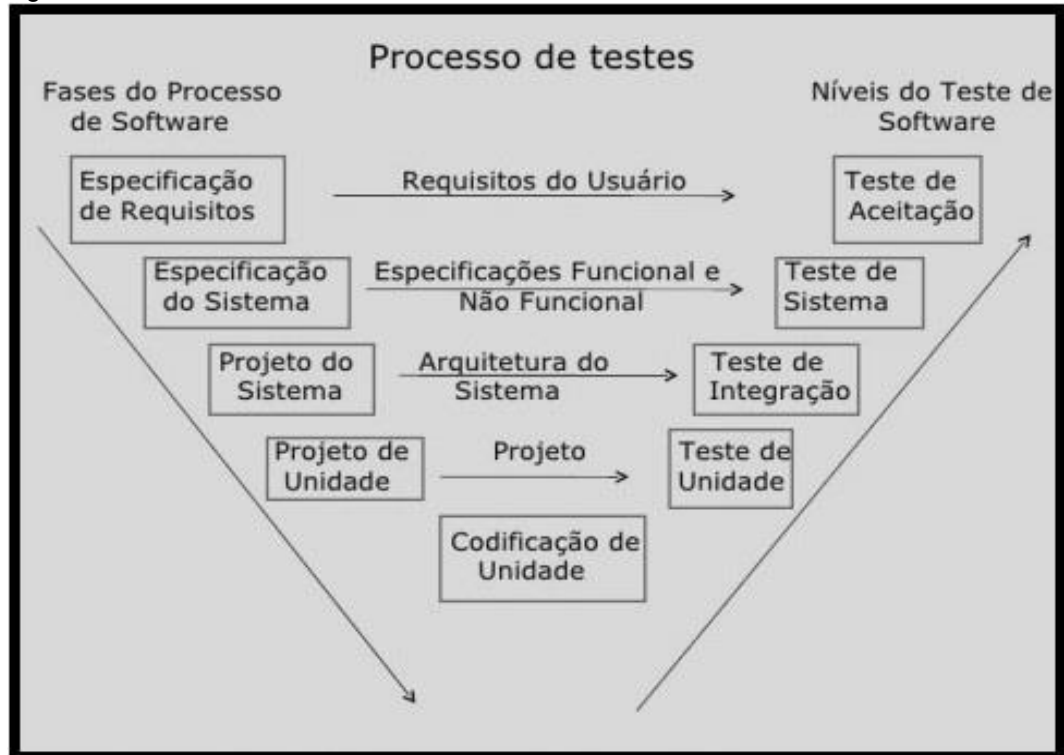 Processo de testes
Fases do Processo
de Software
Níveis do Teste de
Software
Especificação
de Requisitos
Requisitos do Usuário
Teste de
Aceitação
Especificação
do Sistema
Especificações Funcional e
Não Funcional
Teste de
Sistema
Projeto do
Sistema
Arquitetura do
Sistema
Teste de
Integração
Projeto de
Unidade
Projeto
Teste de
Unidade
Codificação de
Unidade